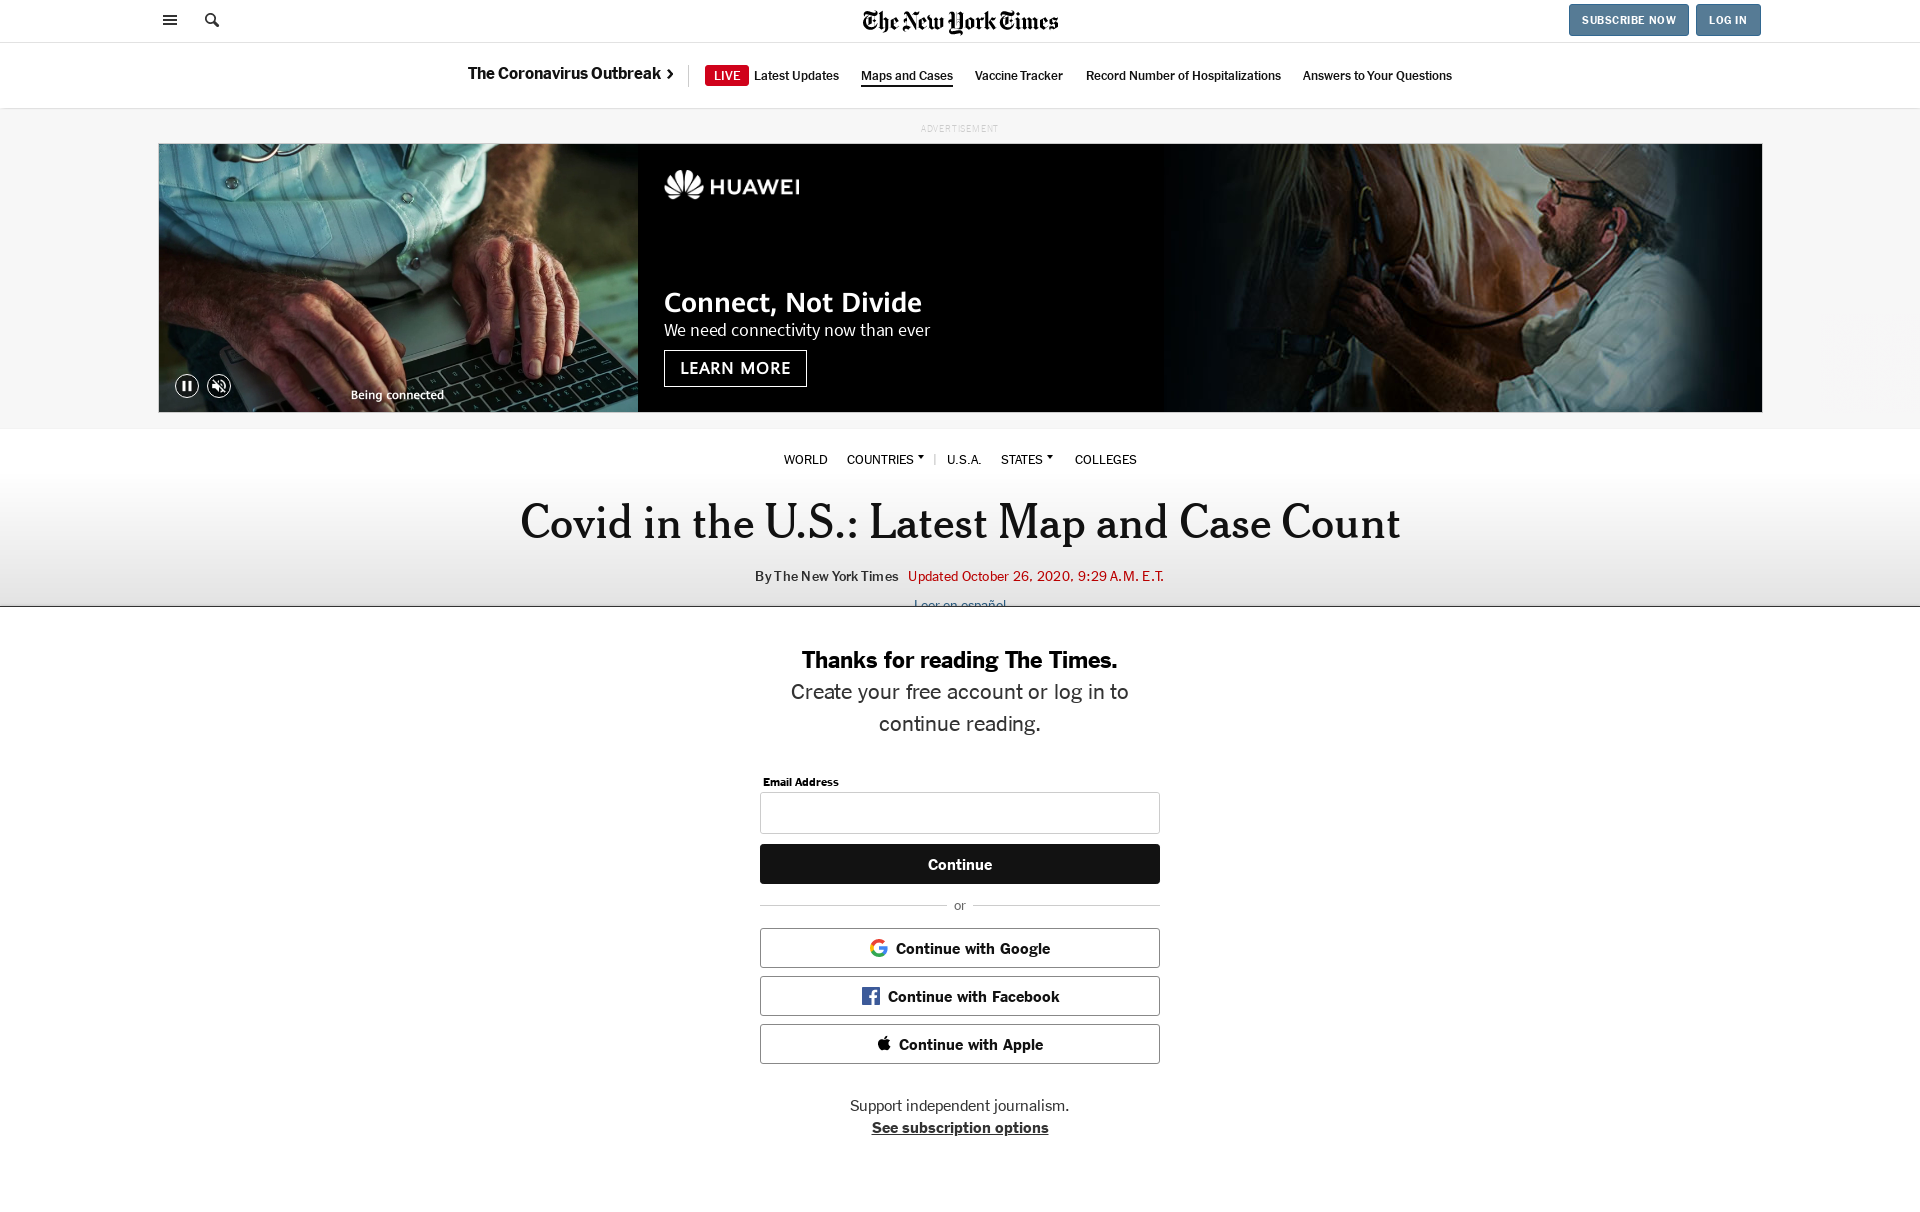 The New York Times
SUBSCRIBE NOW
LOG IN
The Coronavirus Outbreak
LIVE Latest Updates
Maps and Cases
Vaccine Tracker
Record Number of Hospitalizations
Answers to Your Questions
ADVERTISEMENT
HUAWEI
Connect, Not Divide
We need connectivity now than ever
LEARN MORE
Being connected
WORLD
COUNTRIES
U.S.A.
STATES
COLLEGES
Covid in the U.S.: Latest Map and Case Count
By The New York Times Updated October 26, 2020, 9:29 A.M. E.T.
Leer en español
Thanks for reading The Times.
Create your free account or log in to
continue reading.
Email Address
Continue
or
Continue with Google
Continue with Facebook
Continue with Apple
Support independent journalism.
See subscription options